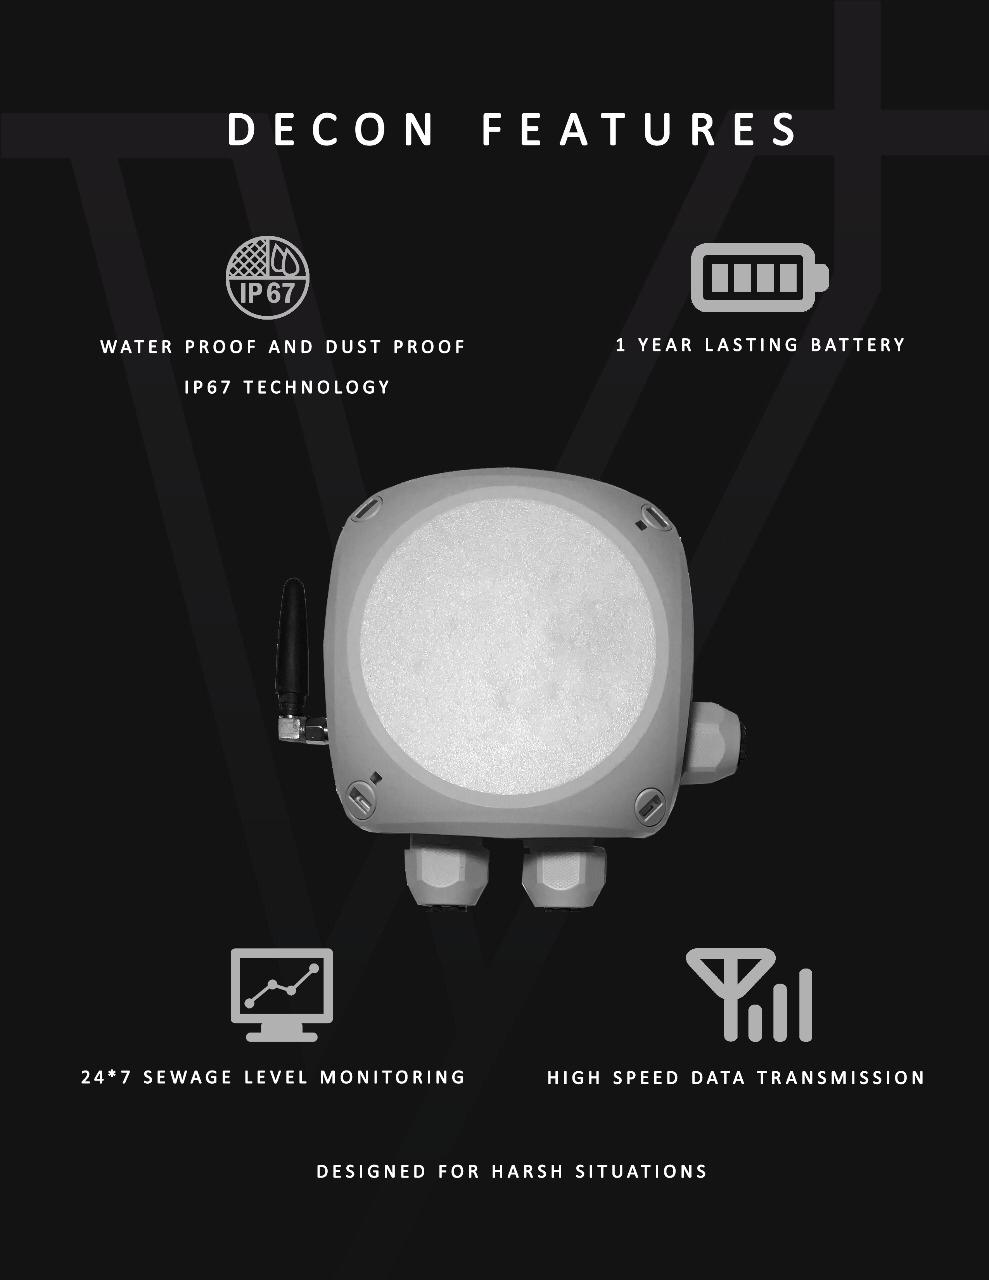 DECON FEATURES
IP67
WATER PROOF AND DUST PROOF
IP67 TECHNOLOGY
1 YEAR LASTING BATTERY
24*7 SEWAGE LEVEL MONITORING
HIGH SPEED DATA TRANSMISSION
DESIGNED FOR HARSH SITUATIONS